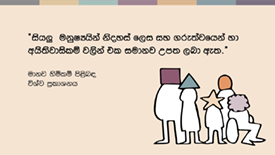 "සියලු මනුෂ්‍යයින් නිදහස් ලෙස සහ ගරුත්වයෙන් හා
අයිතිවාසිකම් වලින් එක සමානව උපත ලබා ඇත."
මානව හිමිකම් පිළිබඳ
විශ්ව ප්‍රකාශනය